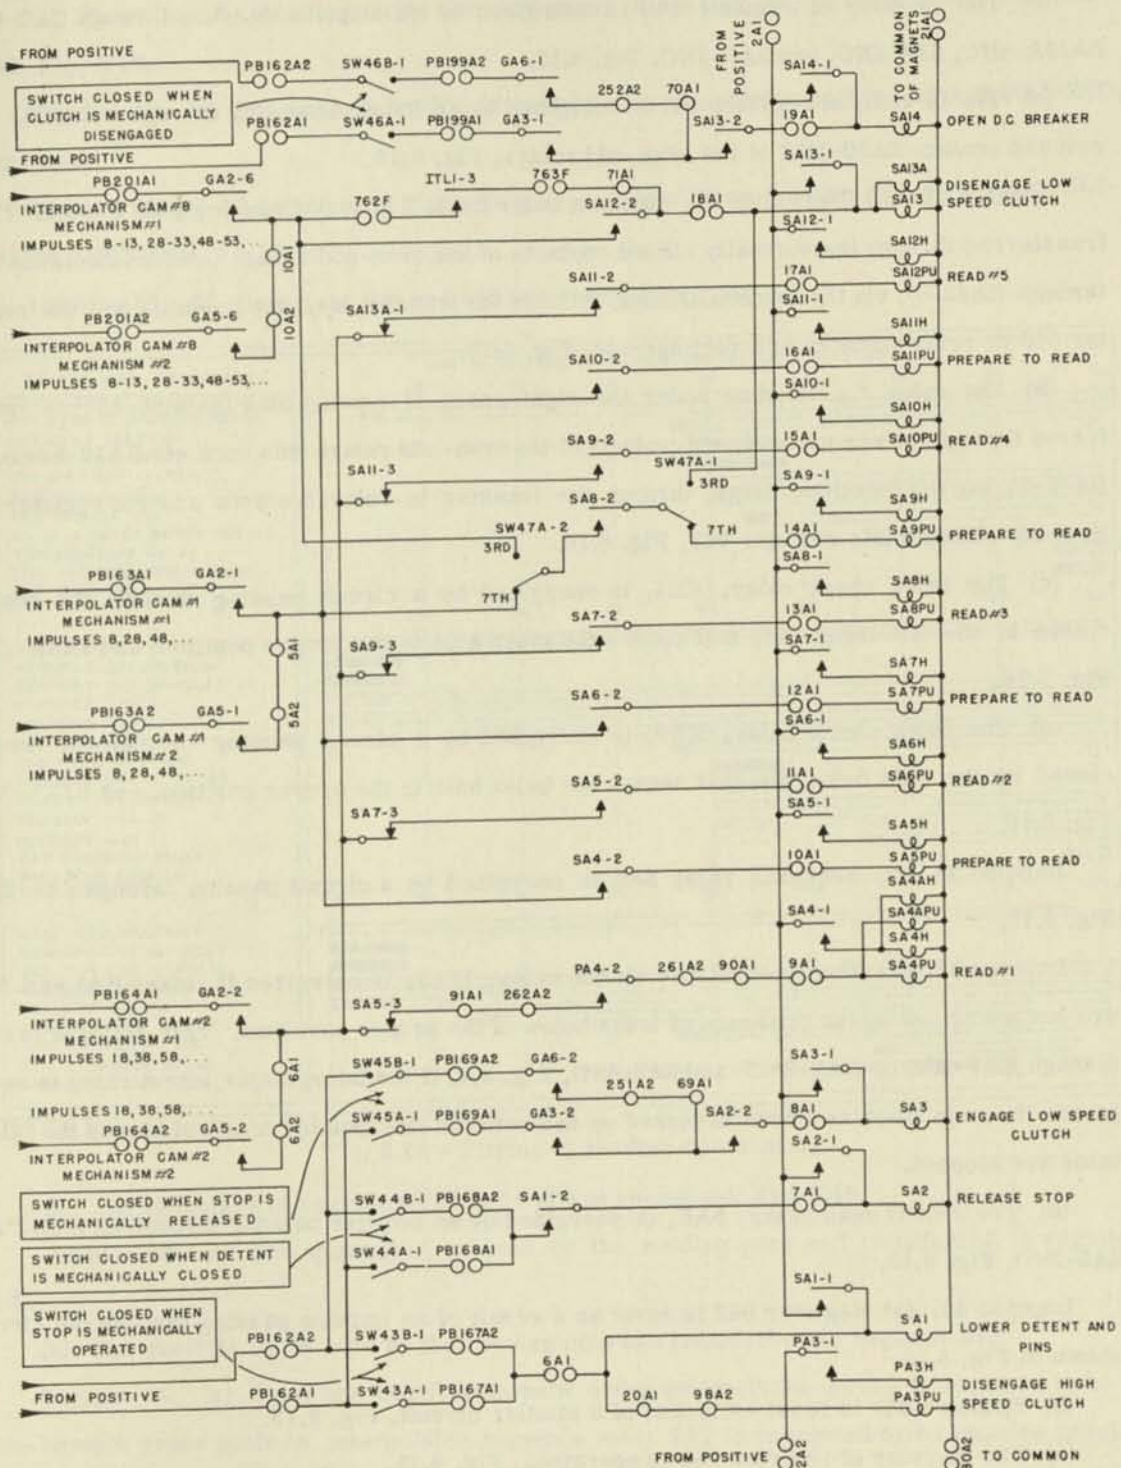 FROM POSITIVE
PB162A2 SW46B-1 PB199A2 GA6-1
SWITCH CLOSED WHEN
CLUTCH IS MECHANICALLY
DISENGAGED
PB162A1 SW46A-1 PB199A1 GA3-1
FROM POSITIVE
252A2 70A1
FROM POSITIVE
2A1
TO COMMON
OF MAGNETS
21A1
SA14-1
SA13-2 19A1 SA14 OPEN D.C. BREAKER
SA13-1
PB201A1 GA2-6
INTERPOLATOR CAM #8
MECHANISM #1
IMPULSES 8-13, 28-33, 48-53,...
762F
ITL1-3 763F 71A1
SA12-2 18A1
SA13A
SA13
DISENGAGE LOW
SPEED CLUTCH
10A1
10A2
SA12-1
SA12H
SA11-2 17A1 SA12PU READ #5
SA11-1
PB201A2 GA5-6
INTERPOLATOR CAM #8
MECHANISM #2
IMPULSES 8-13, 28-33, 48-53,...
SA13A-1
SA11H
SA10-2 16A1 SA11PU PREPARE TO READ
SA10-1
SA10H
SA9-2 15A1 SA10PU READ #4
SW47A-1
3RD
SA11-3
SA9-1
SA9H
SA8-2
7TH
14A1 SA9PU PREPARE TO READ
SW47A-2
3RD
7TH
SA8-1
SA8H
PB163A1 GA2-1
INTERPOLATOR CAM #1
MECHANISM #1
IMPULSES 8, 28, 48,...
5A1
5A2
SA7-2 13A1 SA8PU READ #3
SA9-3
SA7-1
SA7H
SA6-2 12A1 SA7PU PREPARE TO READ
PB163A2 GA5-1
INTERPOLATOR CAM #1
MECHANISM #2
IMPULSES 8, 28, 48,...
SA6-1
SA6H
SA5-2 11A1 SA6PU READ #2
SA7-3
SA5-1
SA5H
SA4-2 10A1 SA5PU PREPARE TO READ
SA4AH
SA4APU
SA4-1
SA4H
PA4-2 261A2 90A1 9A1 SA4PU READ #1
PB164A1 GA2-2
INTERPOLATOR CAM #2
MECHANISM #1
IMPULSES 18, 38, 58,...
SA5-3 91A1 262A2
6A1
6A2
IMPULSES 18, 38, 58,...
PB164A2 GA5-2
INTERPOLATOR CAM #2
MECHANISM #2
SW45B-1 PB169A2 GA6-2
251A2 69A1
SA3-1
SW45A-1 PB169A1 GA3-2
SA2-2 8A1 SA3 ENGAGE LOW SPEED
CLUTCH
SA2-1
SWITCH CLOSED WHEN STOP IS
MECHANICALLY RELEASED
SW44B-1 PB168A2
SA1-2 7A1 SA2 RELEASE STOP
SWITCH CLOSED WHEN DETENT
IS MECHANICALLY CLOSED
SW44A-1 PB168A1
SA1-1
SWITCH CLOSED WHEN
STOP IS MECHANICALLY
OPERATED
PB162A2 SW43B-1 PB167A2
6A1
SA1 LOWER DETENT AND
PINS
PA3-1
FROM POSITIVE
PB162A1 SW43A-1 PB167A1
20A1 98A2
PA3H
PA3PU
DISENGAGE HIGH
SPEED CLUTCH
FROM POSITIVE
2A2
30A2
TO COMMON